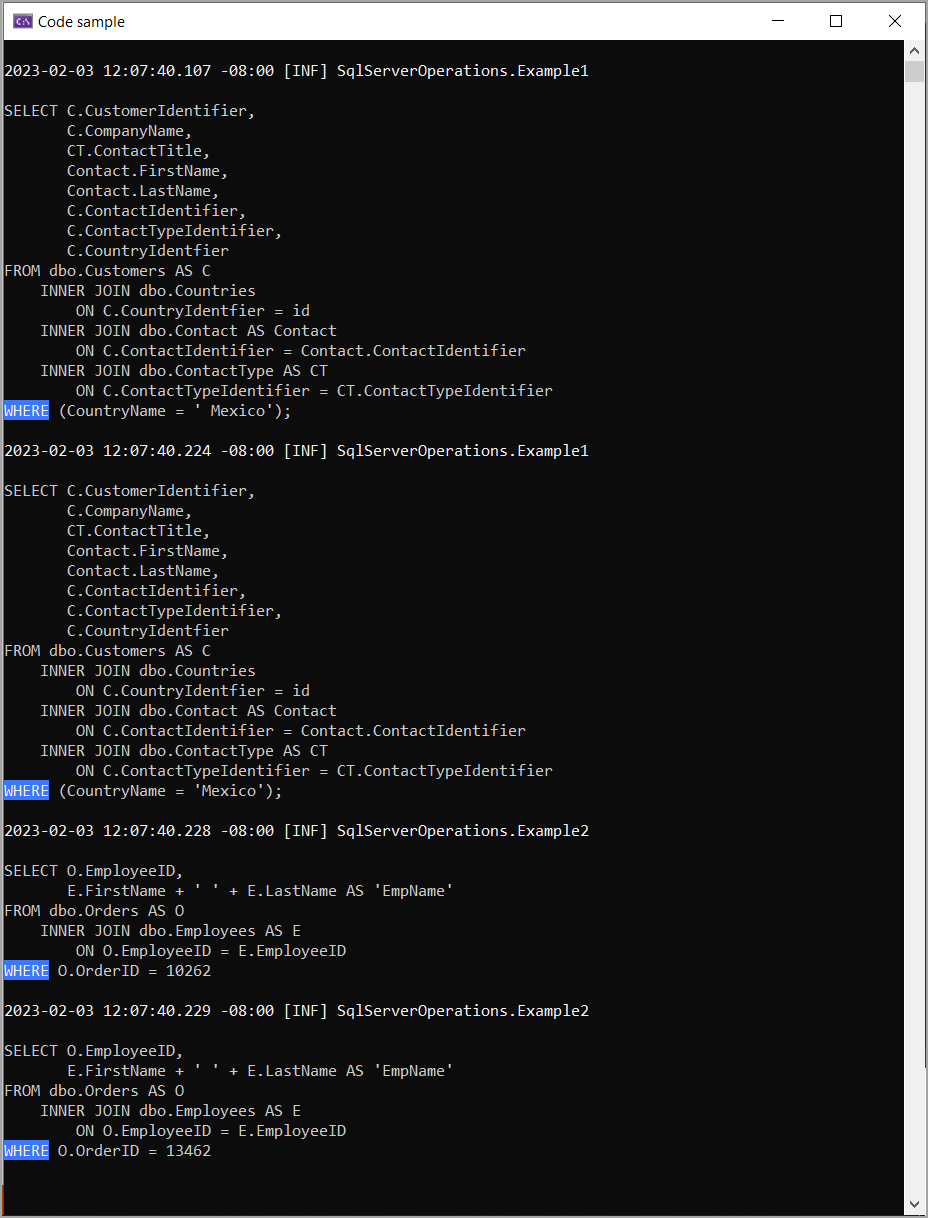 Code sample
2023-02-03 12:07:40.107 -08:00 [INF] SqlServerOperations.Example1
SELECT C.CustomerIdentifier,
       C.CompanyName,
       CT.ContactTitle,
       Contact.FirstName,
       Contact.LastName,
       C.ContactIdentifier,
       C.ContactTypeIdentifier,
       C.CountryIdentfier
FROM dbo.Customers AS C
    INNER JOIN dbo.Countries
        ON C.CountryIdentfier = id
    INNER JOIN dbo.Contact AS Contact
        ON C.ContactIdentifier = Contact.ContactIdentifier
    INNER JOIN dbo.ContactType AS CT
        ON C.ContactTypeIdentifier = CT.ContactTypeIdentifier
WHERE (CountryName = ' Mexico');
2023-02-03 12:07:40.224 -08:00 [INF] SqlServerOperations.Example1
SELECT C.CustomerIdentifier,
       C.CompanyName,
       CT.ContactTitle,
       Contact.FirstName,
       Contact.LastName,
       C.ContactIdentifier,
       C.ContactTypeIdentifier,
       C.CountryIdentfier
FROM dbo.Customers AS C
    INNER JOIN dbo.Countries
        ON C.CountryIdentfier = id
    INNER JOIN dbo.Contact AS Contact
        ON C.ContactIdentifier = Contact.ContactIdentifier
    INNER JOIN dbo.ContactType AS CT
        ON C.ContactTypeIdentifier = CT.ContactTypeIdentifier
WHERE (CountryName = 'Mexico');
2023-02-03 12:07:40.228 -08:00 [INF] SqlServerOperations.Example2
SELECT O.EmployeeID,
       E.FirstName + ' ' + E.LastName AS 'EmpName'
FROM dbo.Orders AS O
    INNER JOIN dbo.Employees AS E
        ON O.EmployeeID = E.EmployeeID
WHERE O.OrderID = 10262
2023-02-03 12:07:40.229 -08:00 [INF] SqlServerOperations.Example2
SELECT O.EmployeeID,
       E.FirstName + ' ' + E.LastName AS 'EmpName'
FROM dbo.Orders AS O
    INNER JOIN dbo.Employees AS E
        ON O.EmployeeID = E.EmployeeID
WHERE O.OrderID = 13462